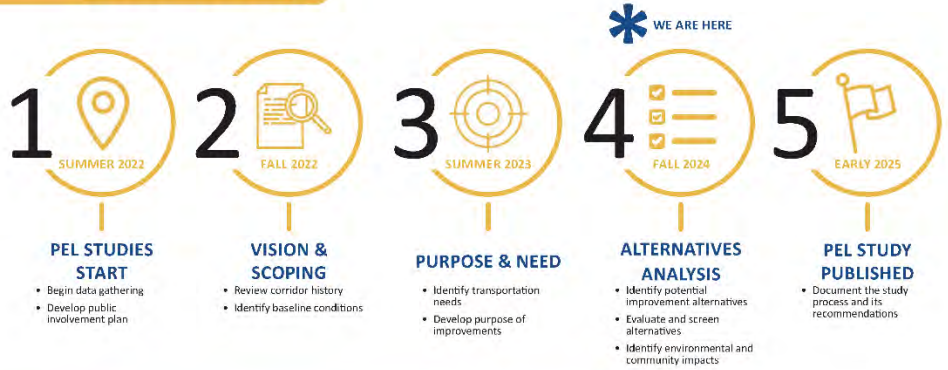 WE ARE HERE
1
SUMMER 2022
PEL STUDIES
START
• Begin data gathering
• Develop public
involvement plan
2
FALL 2022
VISION &
SCOPING
• Review corridor history
• Identify baseline conditions
3
SUMMER 2023
PURPOSE & NEED
• Identify transportation
needs
• Develop purpose of
improvements
4
FALL 2024
ALTERNATIVES
ANALYSIS
• Identify potential
improvement alternatives
• Evaluate and screen
alternatives
• Identify environmental and
community impacts
5
EARLY 2025
PEL STUDY
PUBLISHED
• Document the study
process and its
recommendations